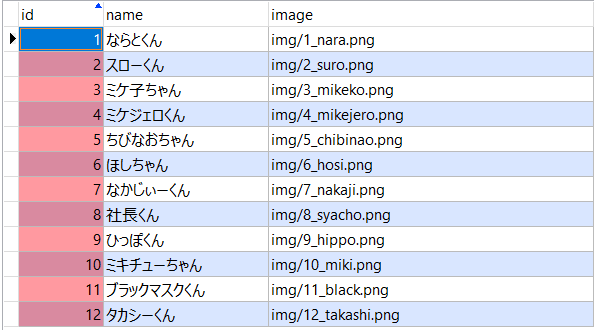 id name image
1 ならとくん img/1_nara.png
2 スローくん img/2_suro.png
3 ミケ子ちゃん img/3_mikeko.png
4 ミケジェロくん img/4_mikejero.png
5 ちびなおちゃん img/5_chibinao.png
6 ほしちゃん img/6_hosi.png
7 なかじぃーくん img/7_nakaji.png
8 社長くん img/8_syacho.png
9 ひっぽくん img/9_hippo.png
10 ミキチューちゃん img/10_miki.png
11 ブラックマスクくん img/11_black.png
12 タカシーくん img/12_takashi.png